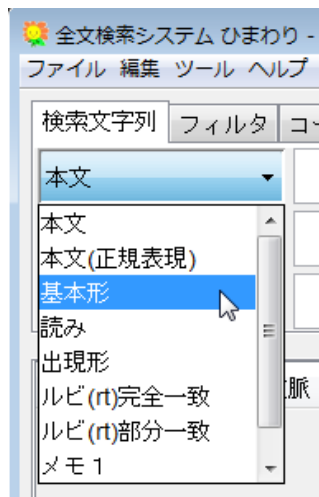 全文検索システム ひまわり -
ファイル 編集 ツール ヘルプ
検索文字列 フィルタ コー
本文
本文
本文(正規表現)
基本形
読み
出現形
脈
ルビ(rt)完全一致
ルビ(rt)部分一致
メモ1